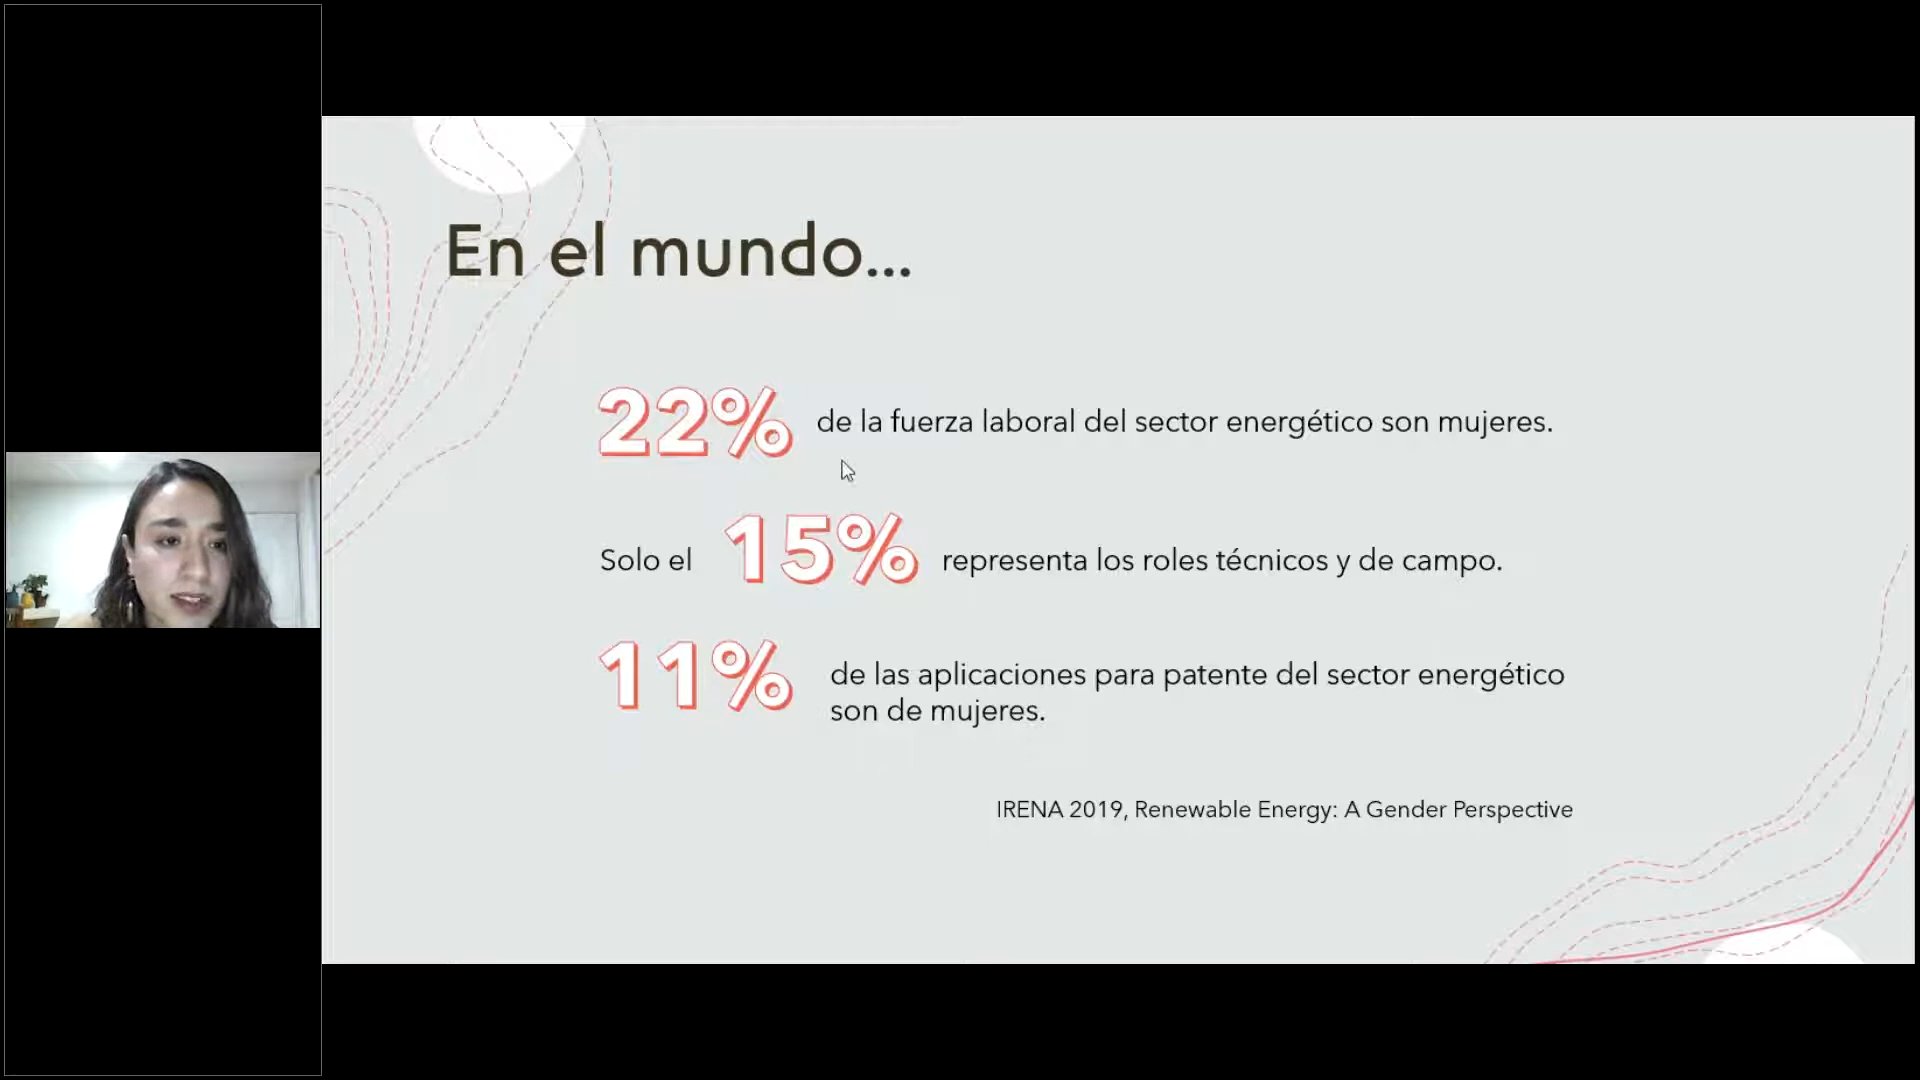 En el mundo...
22% de la fuerza laboral del sector energético son mujeres.
Solo el 15% representa los roles técnicos y de campo.
11% de las aplicaciones para patente del sector energético
son de mujeres.
IRENA 2019, Renewable Energy: A Gender Perspective